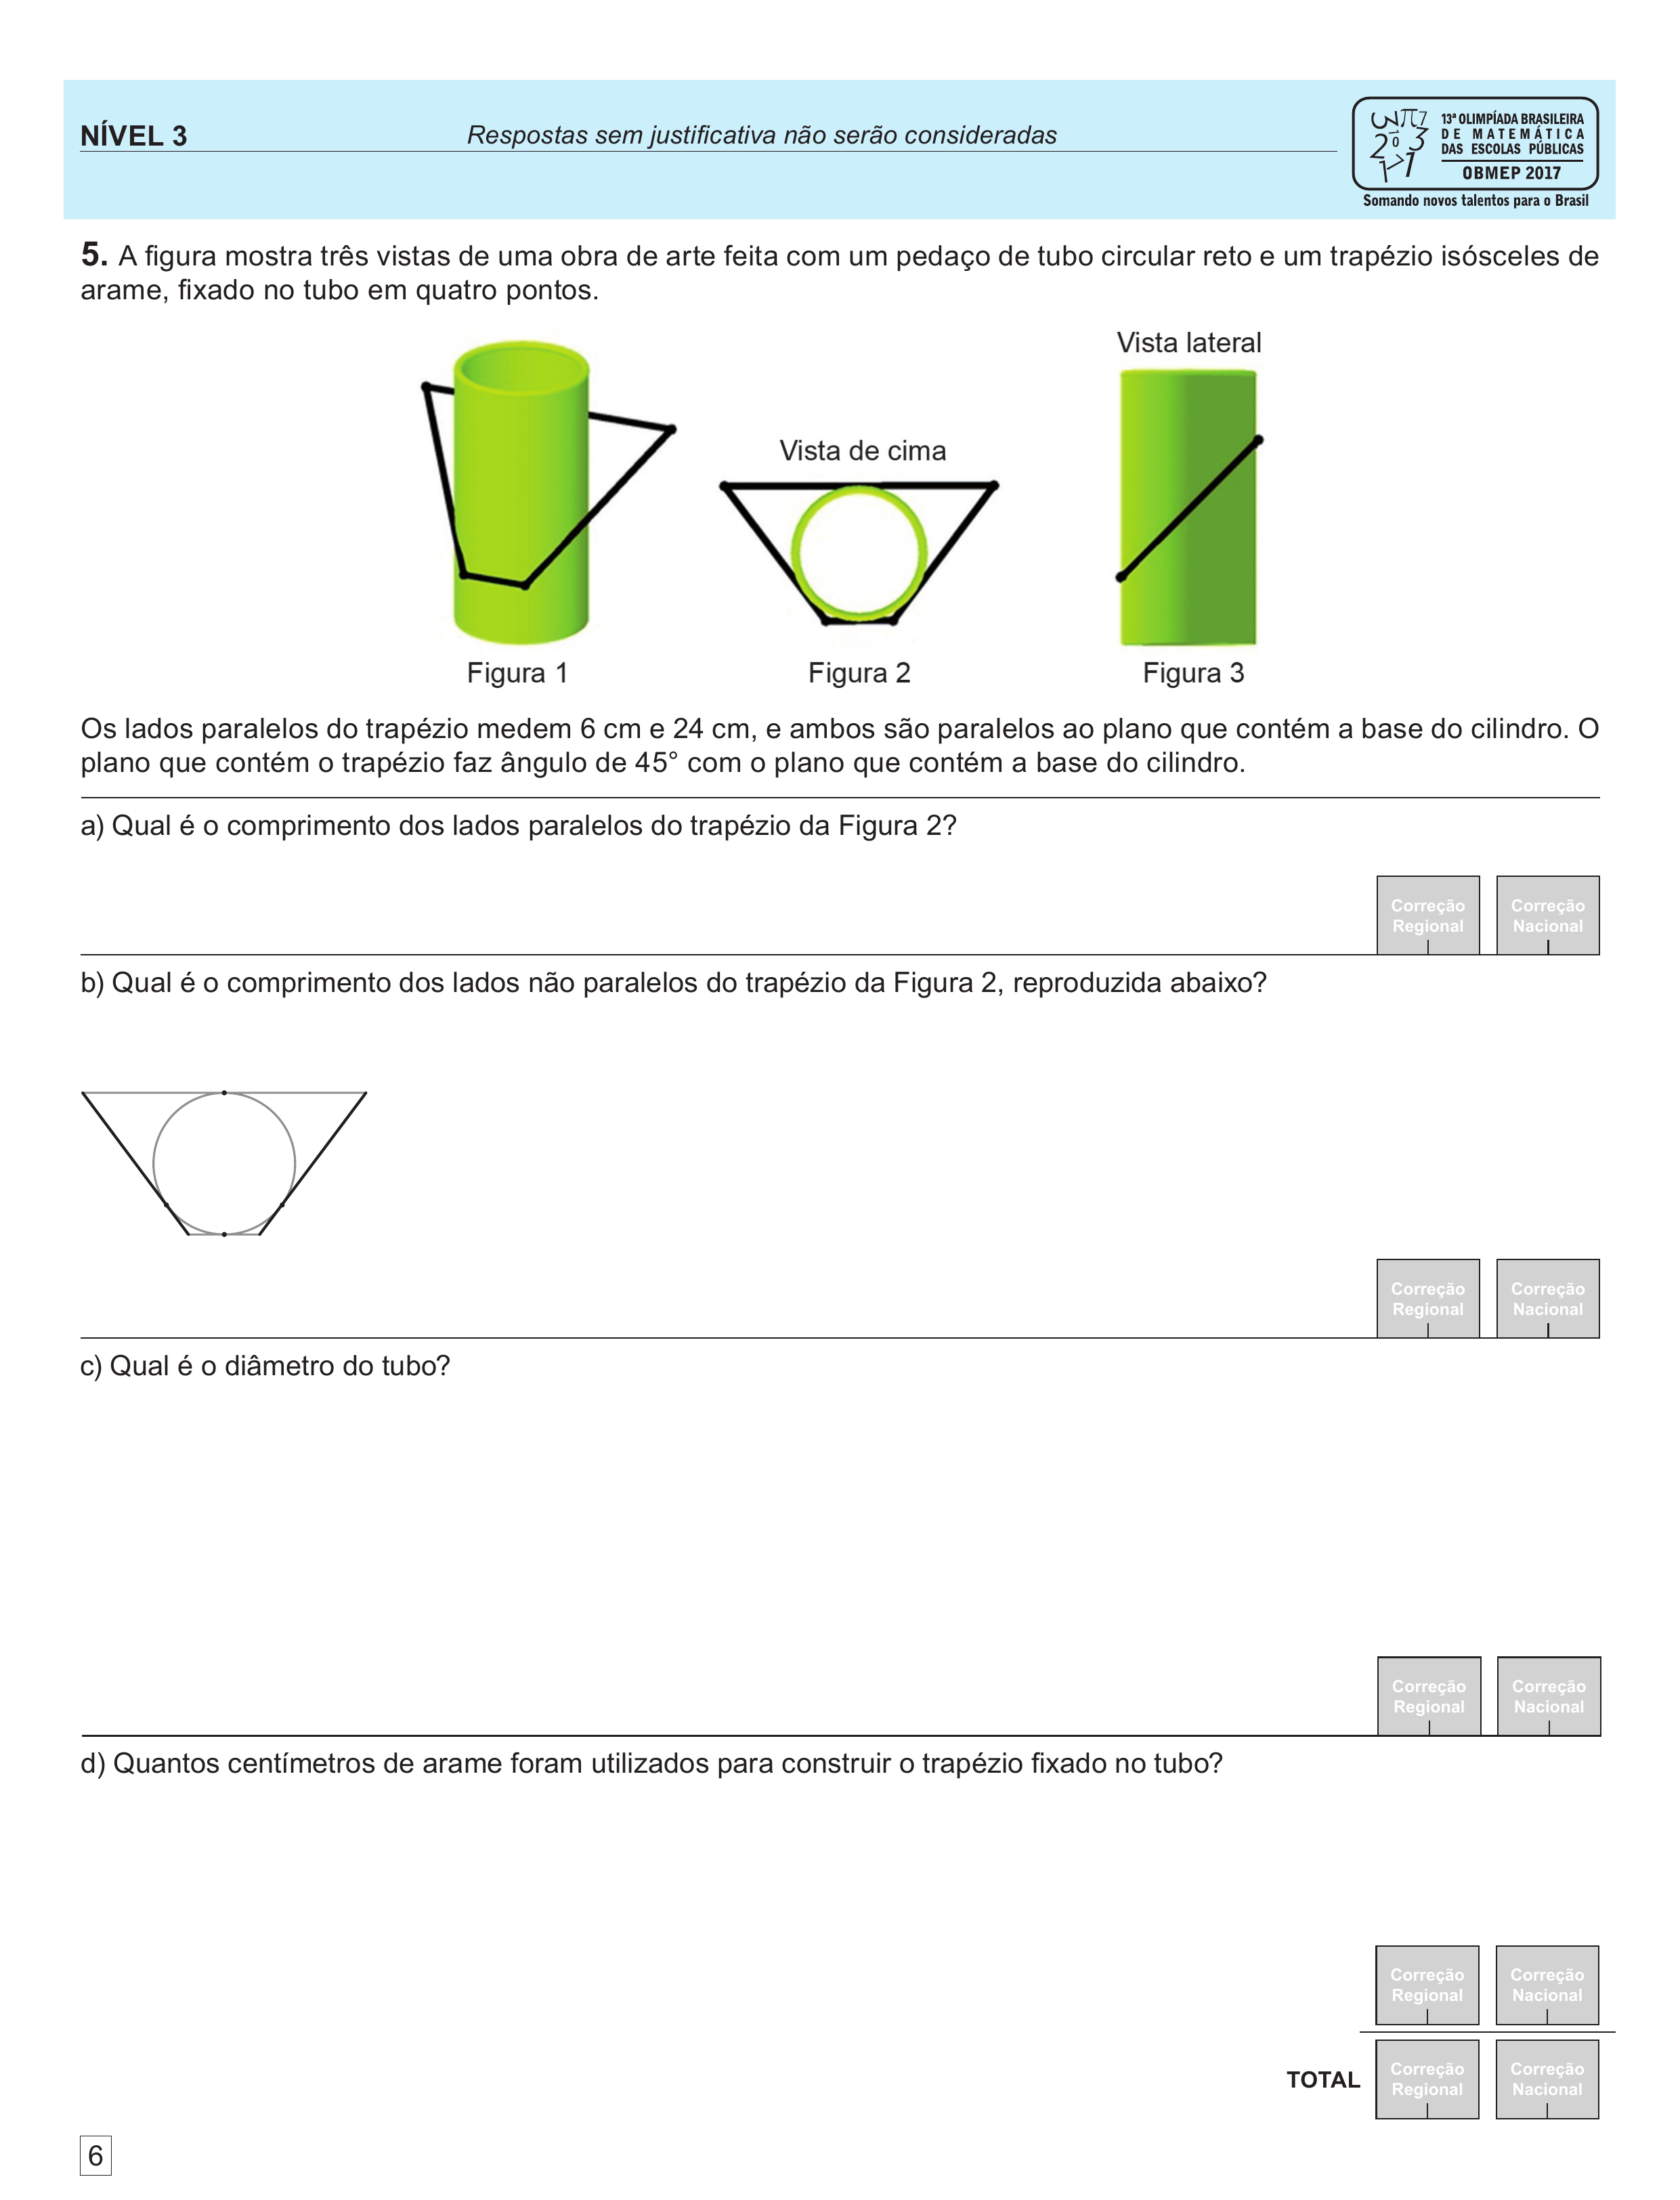 NÍVEL 3
Respostas sem justificativa não serão consideradas
13ª OLIMPÍADA BRASILEIRA
DE MATEMÁTICA
DAS ESCOLAS PÚBLICAS
OBMEP 2017
Somando novos talentos para o Brasil
5. A figura mostra três vistas de uma obra de arte feita com um pedaço de tubo circular reto e um trapézio isósceles de
arame, fixado no tubo em quatro pontos.
Vista lateral
Vista de cima
Figura 1
Figura 2
Figura 3
Os lados paralelos do trapézio medem 6 cm e 24 cm, e ambos são paralelos ao plano que contém a base do cilindro. O
plano que contém o trapézio faz ângulo de 45° com o plano que contém a base do cilindro.
a) Qual é o comprimento dos lados paralelos do trapézio da Figura 2?
Correção Regional
Correção Nacional
b) Qual é o comprimento dos lados não paralelos do trapézio da Figura 2, reproduzida abaixo?
Correção Regional
Correção Nacional
c) Qual é o diâmetro do tubo?
Correção Regional
Correção Nacional
d) Quantos centímetros de arame foram utilizados para construir o trapézio fixado no tubo?
Correção Regional
Correção Nacional
TOTAL
Correção Regional
Correção Nacional
6